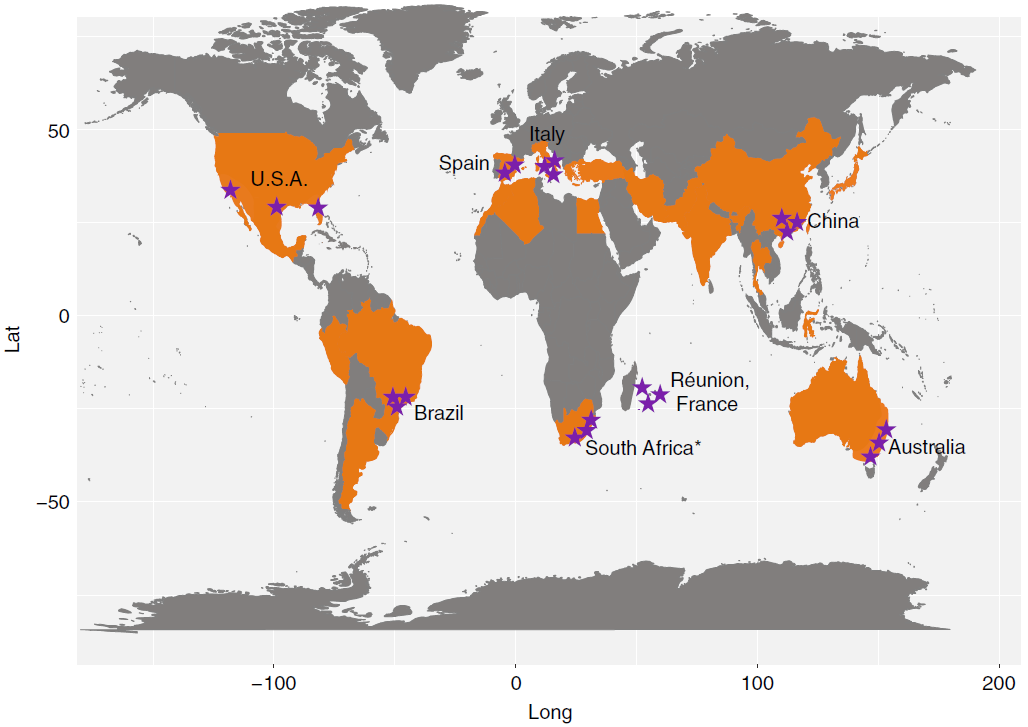 Italy
50
Spain
U.S.A.
China
0
Lat
Réunion,
France
Brazil
South Africa*
Australia
−50
−100
0
100
200
Long